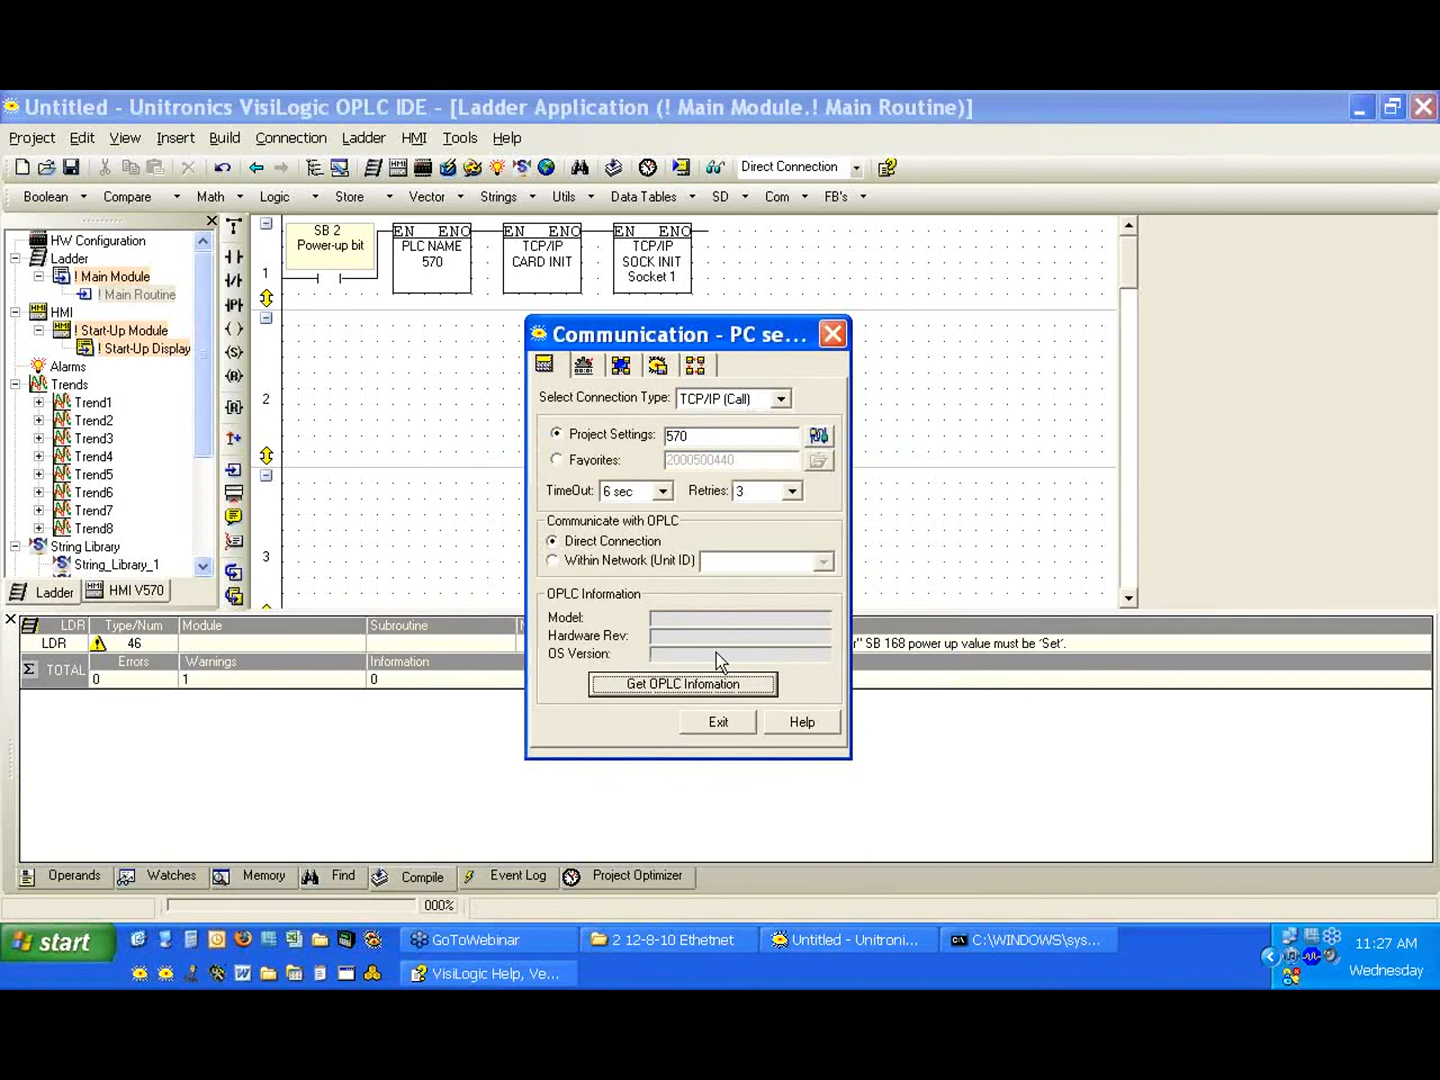 Untitled - Unitronics VisiLogic OPLC IDE - [Ladder Application (! Main Module.! Main Routine)]
Project Edit View Insert Build Connection Ladder HMI Tools Help
Direct Connection
Boolean Compare Math Logic Store Vector Strings Utils Data Tables SD Com FB's
HW Configuration
Ladder
! Main Module
! Main Routine
HMI
! Start-Up Module
! Start-Up Display
Alarms
Trends
Trend1
Trend2
Trend3
Trend4
Trend5
Trend6
Trend7
Trend8
String Library
String_Library_1
Ladder HMI V570
1
2
3
SB 2
Power-up bit
EN ENO
PLC NAME
570
EN ENO
TCP/IP
CARD INIT
EN ENO
TCP/IP
SOCK INIT
Socket 1
Communication - PC se...
Select Connection Type: TCP/IP (Call)
Project Settings: 570
Favorites: 2000500440
TimeOut: 6 sec Retries: 3
Communicate with OPLC
Direct Connection
Within Network (Unit ID)
OPLC Information
Model:
Hardware Rev:
OS Version:
Get OPLC Infomation
Exit Help
LDR Type/Num Module Subroutine
LDR 46 SB 168 power up value must be 'Set'.
Σ TOTAL Errors Warnings Information
0 1 0
Operands Watches Memory Find Compile Event Log Project Optimizer
000%
start GoToWebinar 2 12-8-10 Ethetnet Untitled - Unitroni... C:\WINDOWS\sys... 11:27 AM
VisiLogic Help, Ve... Wednesday